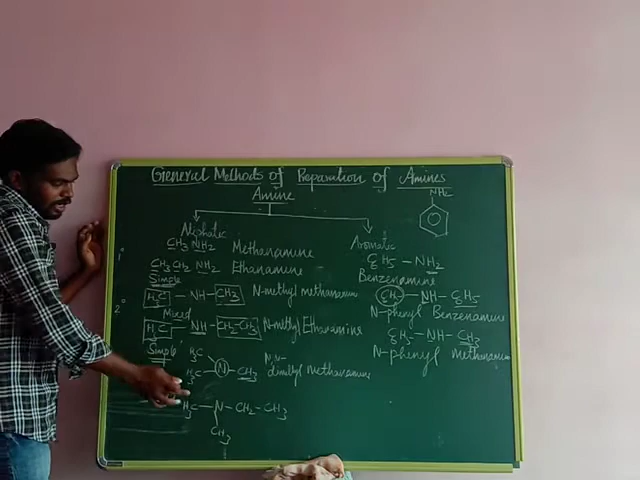 General Methods of Preparation of Amines
Amine
NH2
Aliphatic
Aromatic
1°
CH3 NH2 Methanamine
C6H5 — NH2
CH3 CH2 NH2 Ethanamine
Benzenamine
Simple
H3C — NH — CH3 N-methyl methanamine
C6H5 — NH — C6H5
2°
Mixed
N-phenyl Benzenamine
H3C — NH — CH2-CH3 N-Methyl Ethanamine
C6H5 — NH — CH3
Simple
N-phenyl Methanamine
H3C
H3C N — CH3 N,N- dimethyl Methanamine
H3C — N — CH2 — CH3
CH3